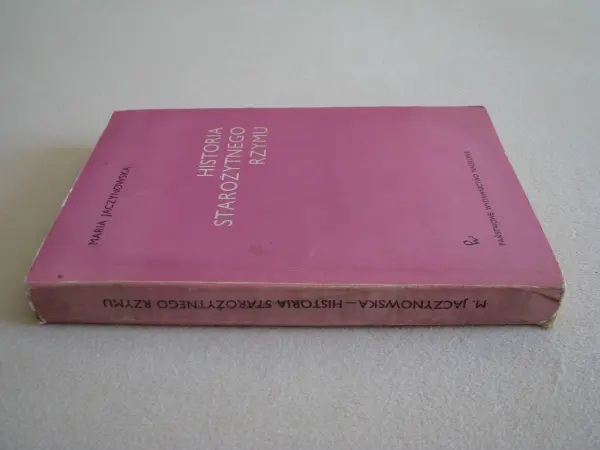 MARIA JACZYNOWSKA
HISTORIA
STAROŻYTNEGO
RZYMU
PAŃSTWOWE WYDAWNICTWO NAUKOWE
M. JACZYNOWSKA — HISTORIA STAROŻYTNEGO RZYMU